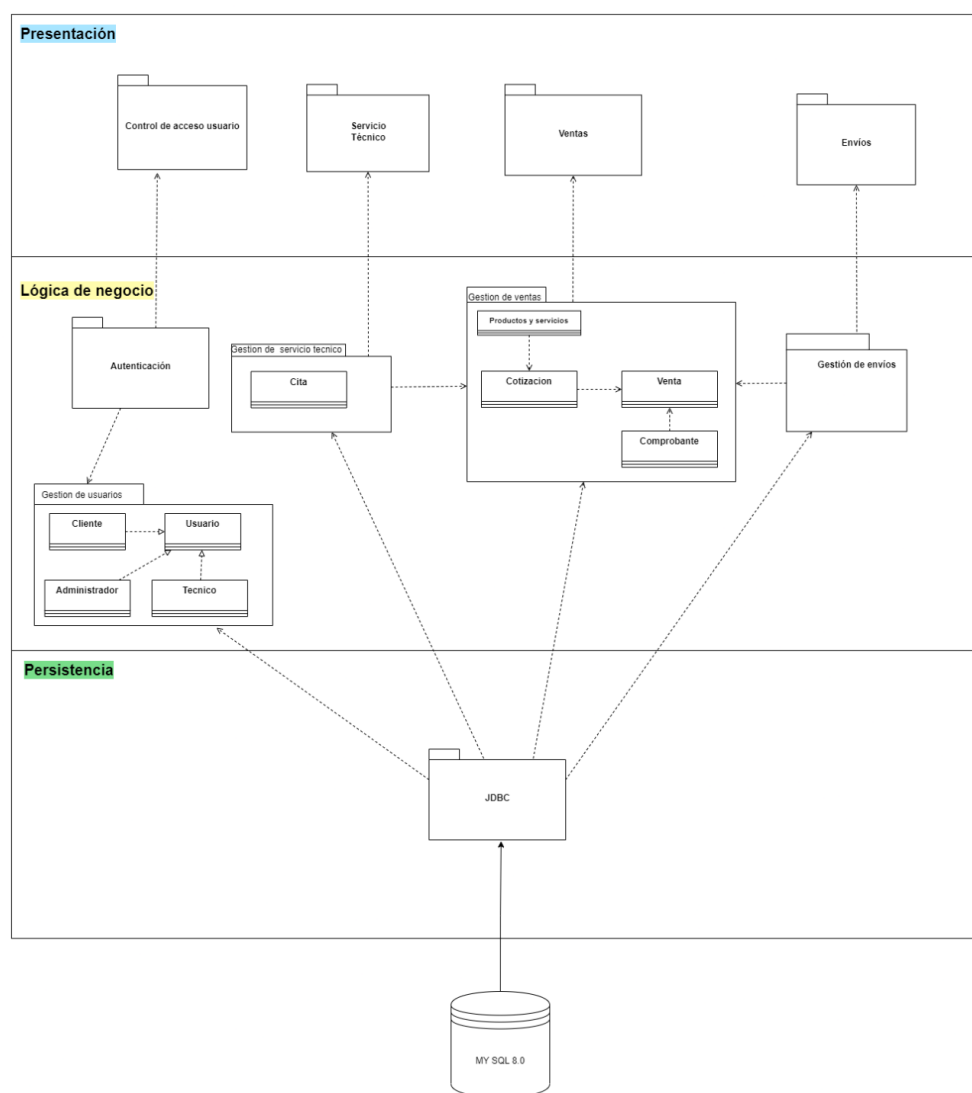 Presentación
Control de acceso usuario
Servicio
Técnico
Ventas
Envíos
Lógica de negocio
Autenticación
Gestion de servicio tecnico
Cita
Gestion de ventas
Productos y servicios
Cotizacion
Venta
Comprobante
Gestión de envíos
Gestion de usuarios
Cliente
Usuario
Administrador
Tecnico
Persistencia
JDBC
MY SQL 8.0